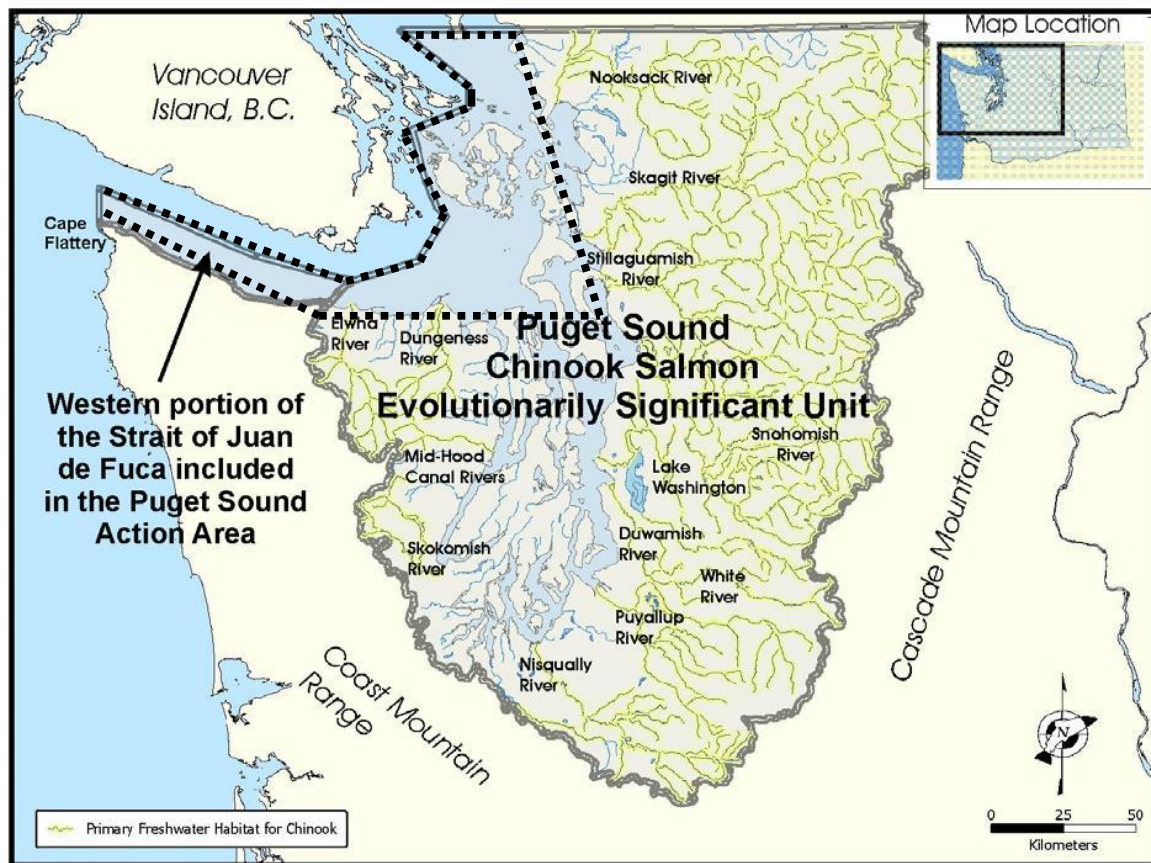 Map Location
Vancouver
Island, B.C.
Nooksack River
Skagit River
Cape
Flattery
Stillaguamish
River
Elwha
River
Dungeness
River
Puget Sound
Chinook Salmon
Evolutionarily Significant Unit
Western portion of
the Strait of Juan
de Fuca included
in the Puget Sound
Action Area
Snohomish
River
Mid-Hood
Canal Rivers
Lake
Washington
Cascade Mountain Range
Skokomish
River
Duwamish
River
White
River
Puyallup
River
Nisqually
River
Coast Mountain
Range
N
Primary Freshwater Habitat for Chinook
0 25 50
Kilometers